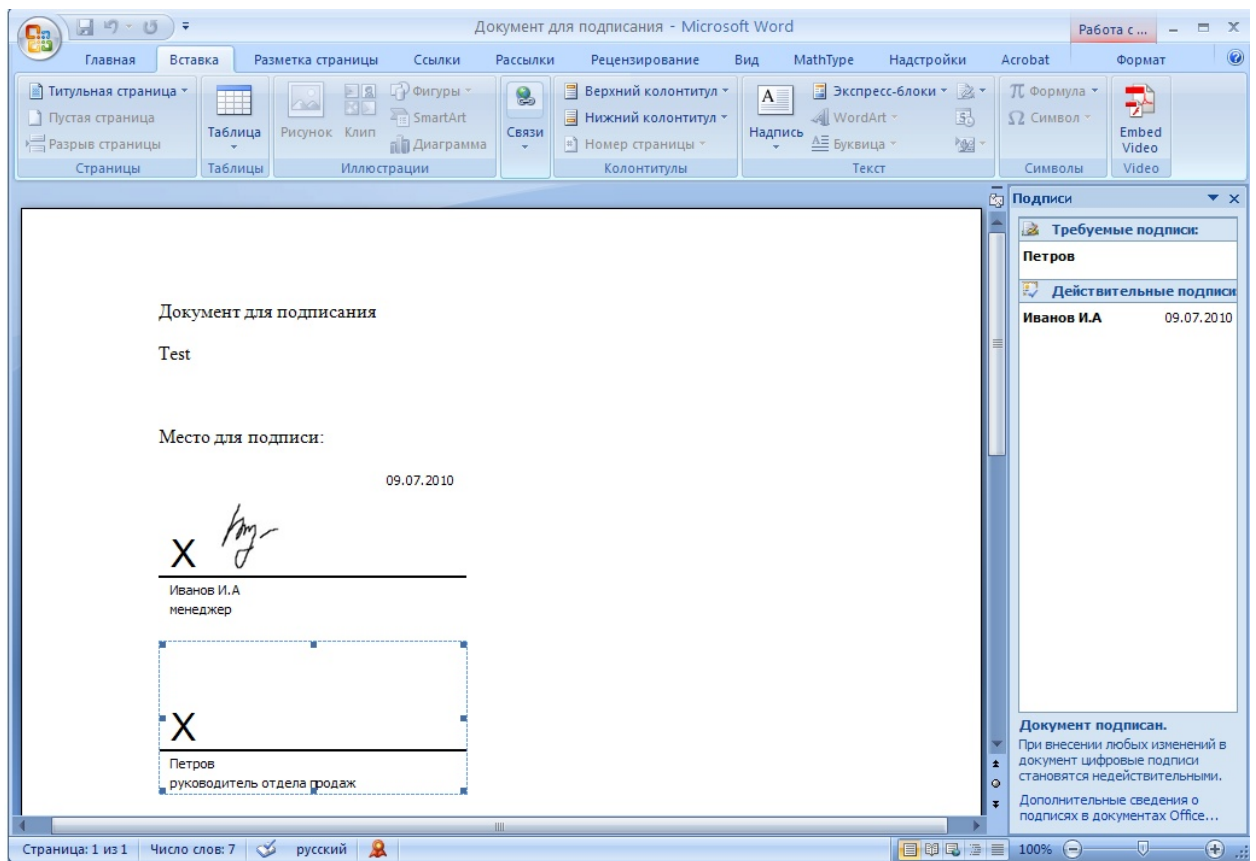 Документ для подписания - Microsoft Word
Работа с ...
Главная Вставка Разметка страницы Ссылки Рассылки Рецензирование Вид MathType Надстройки Acrobat Формат
Титульная страница
Пустая страница
Разрыв страницы
Страницы
Таблица
Таблицы
Рисунок Клип
Фигуры
SmartArt
Диаграмма
Иллюстрации
Связи
Верхний колонтитул
Нижний колонтитул
Номер страницы
Колонтитулы
Надпись
Экспресс-блоки
WordArt
Буквица
Текст
Формула
Символ
Символы
Embed
Video
Video
Документ для подписания
Test
Место для подписи:
09.07.2010
X
Иванов И.А
менеджер
X
Петров
руководитель отдела продаж
Подписи
Требуемые подписи:
Петров
Действительные подписи
Иванов И.А 09.07.2010
Документ подписан.
При внесении любых изменений в
документ цифровые подписи
становятся недействительными.
Дополнительные сведения о
подписях в документах Office...
Страница: 1 из 1 Число слов: 7 русский 100%